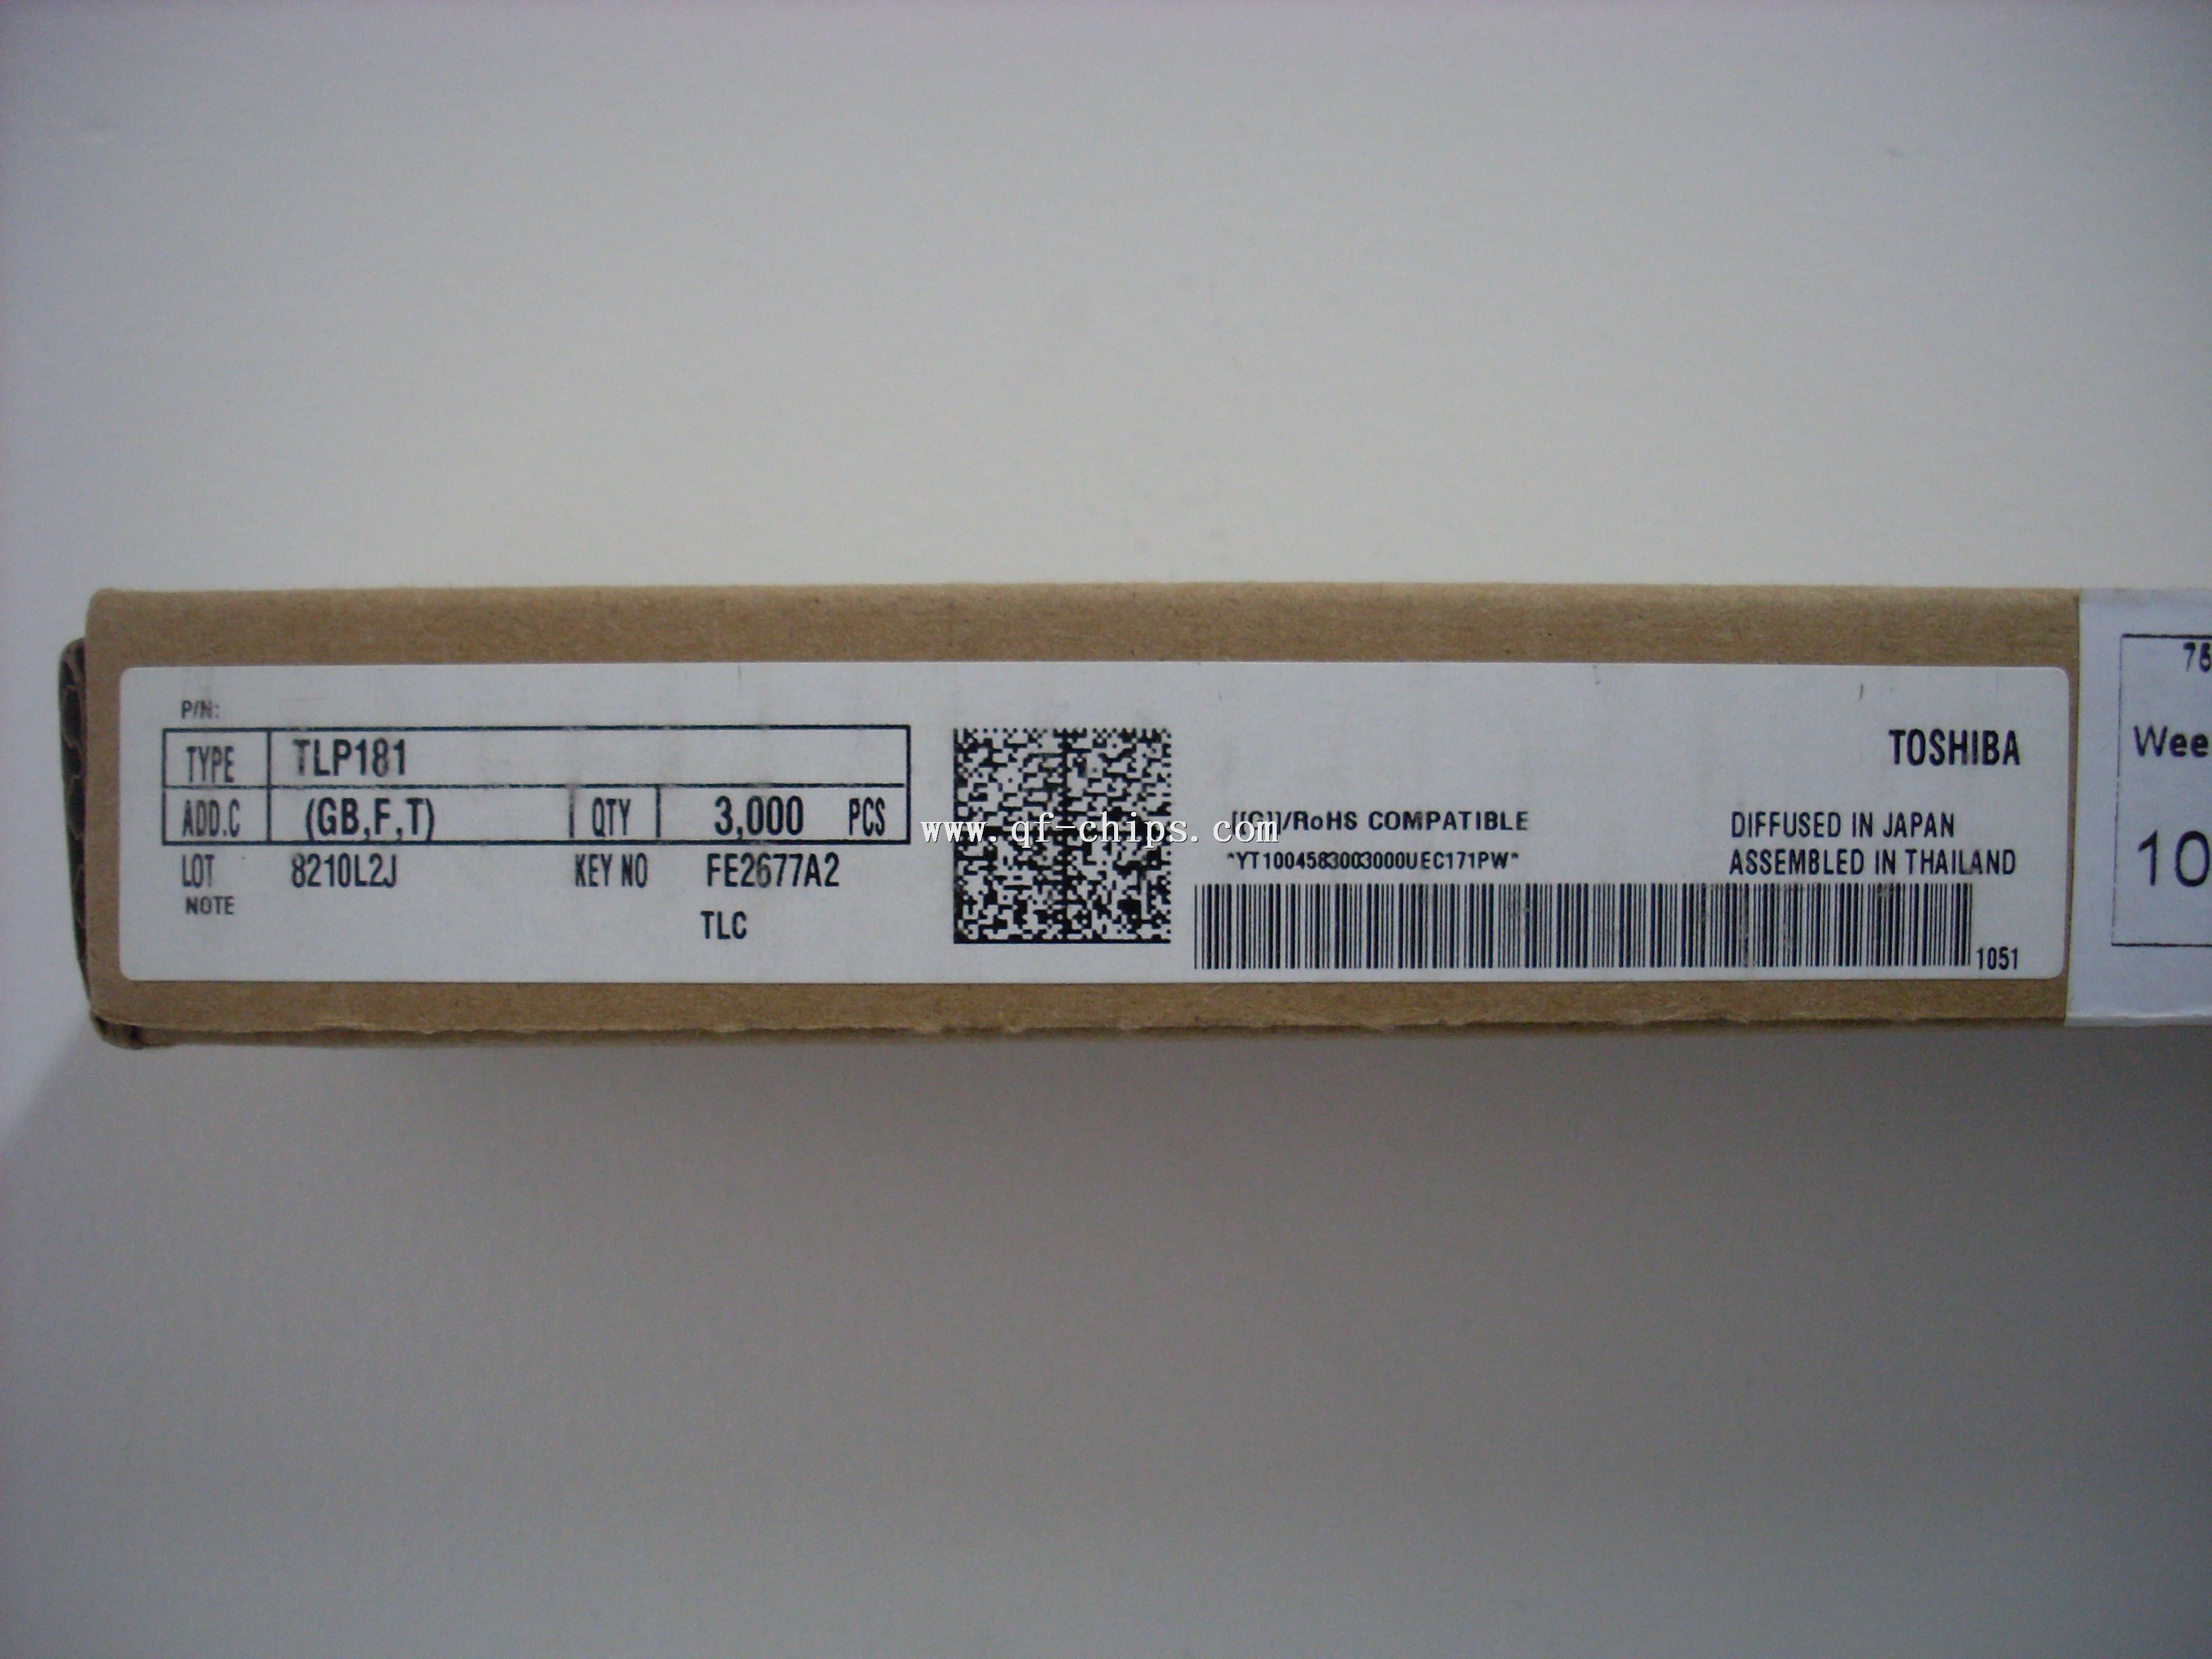 P/N:
TYPE TLP181
ADD.C (GB,F,T) QTY 3,000 PCS
LOT 8210L2J KEY NO FE2677A2
NOTE
TLC
TOSHIBA
[[G]]/RoHS COMPATIBLE
*YT1004583003000UEC171PW*
DIFFUSED IN JAPAN
ASSEMBLED IN THAILAND
1051
www.qf-chips.com
Wee
10